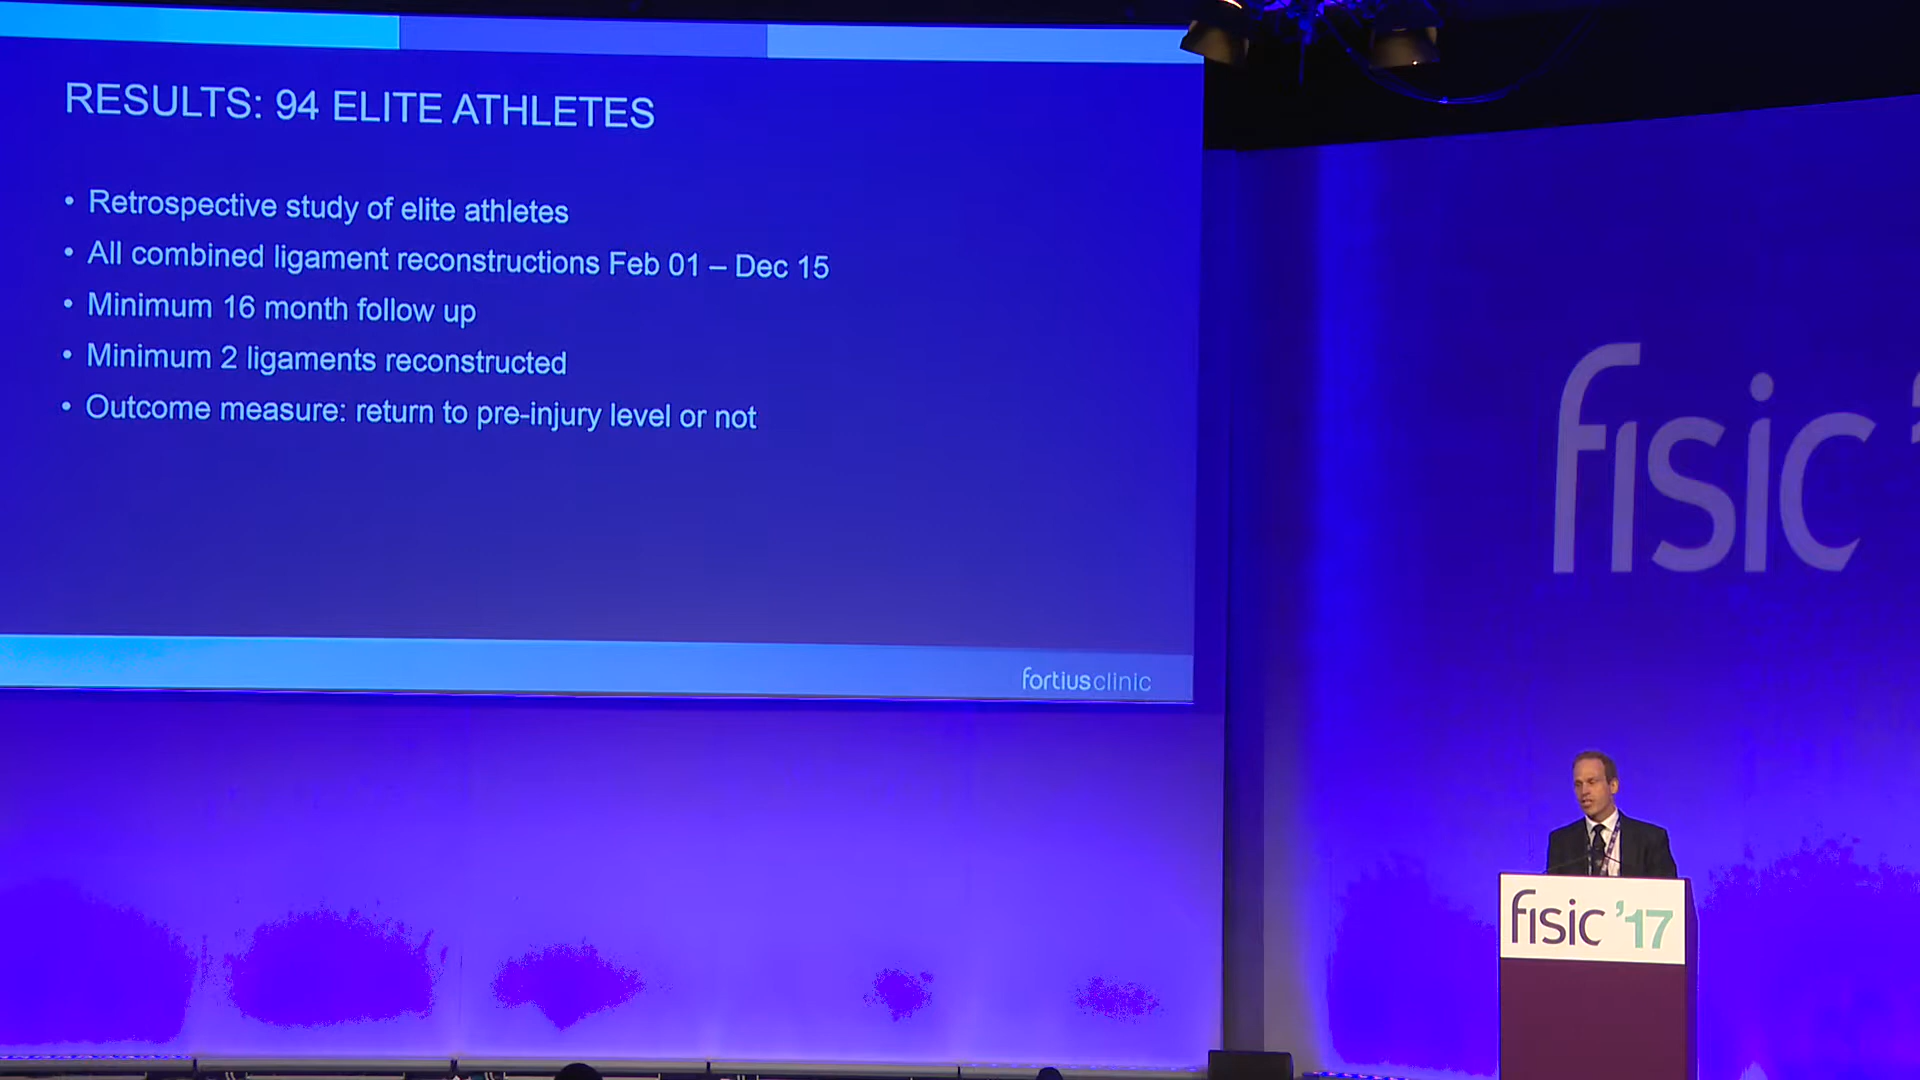 RESULTS: 94 ELITE ATHLETES
• Retrospective study of elite athletes
• All combined ligament reconstructions Feb 01 – Dec 15
• Minimum 16 month follow up
• Minimum 2 ligaments reconstructed
• Outcome measure: return to pre-injury level or not
fortiusclinic
fisic '
fisic '17